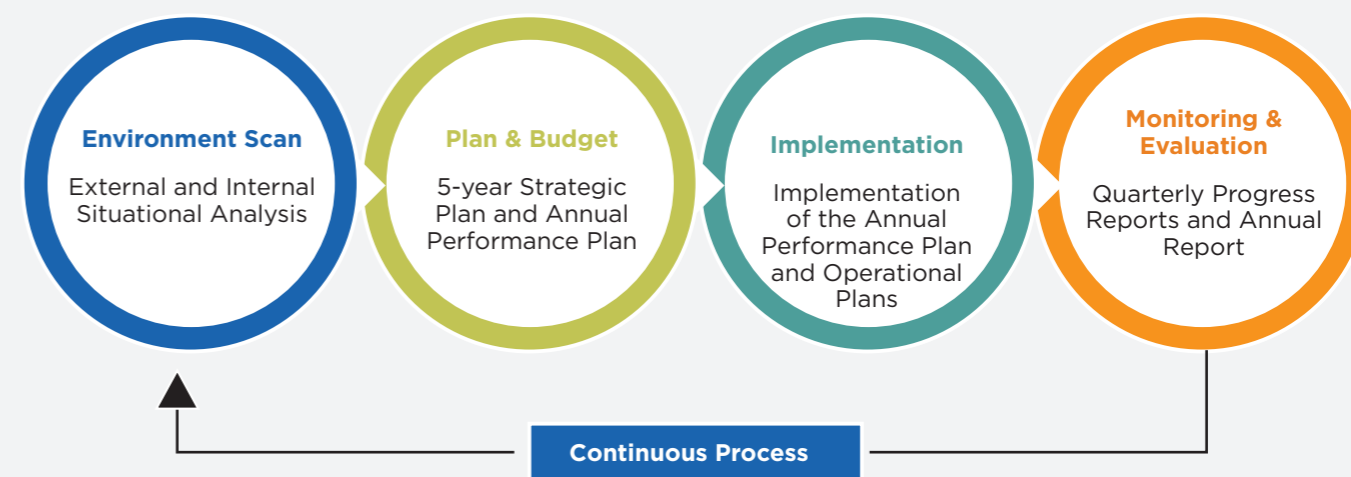 Environment Scan
External and Internal
Situational Analysis
Plan & Budget
5-year Strategic
Plan and Annual
Performance Plan
Implementation
Implementation
of the Annual
Performance Plan
and Operational
Plans
Monitoring &
Evaluation
Quarterly Progress
Reports and Annual
Report
Continuous Process